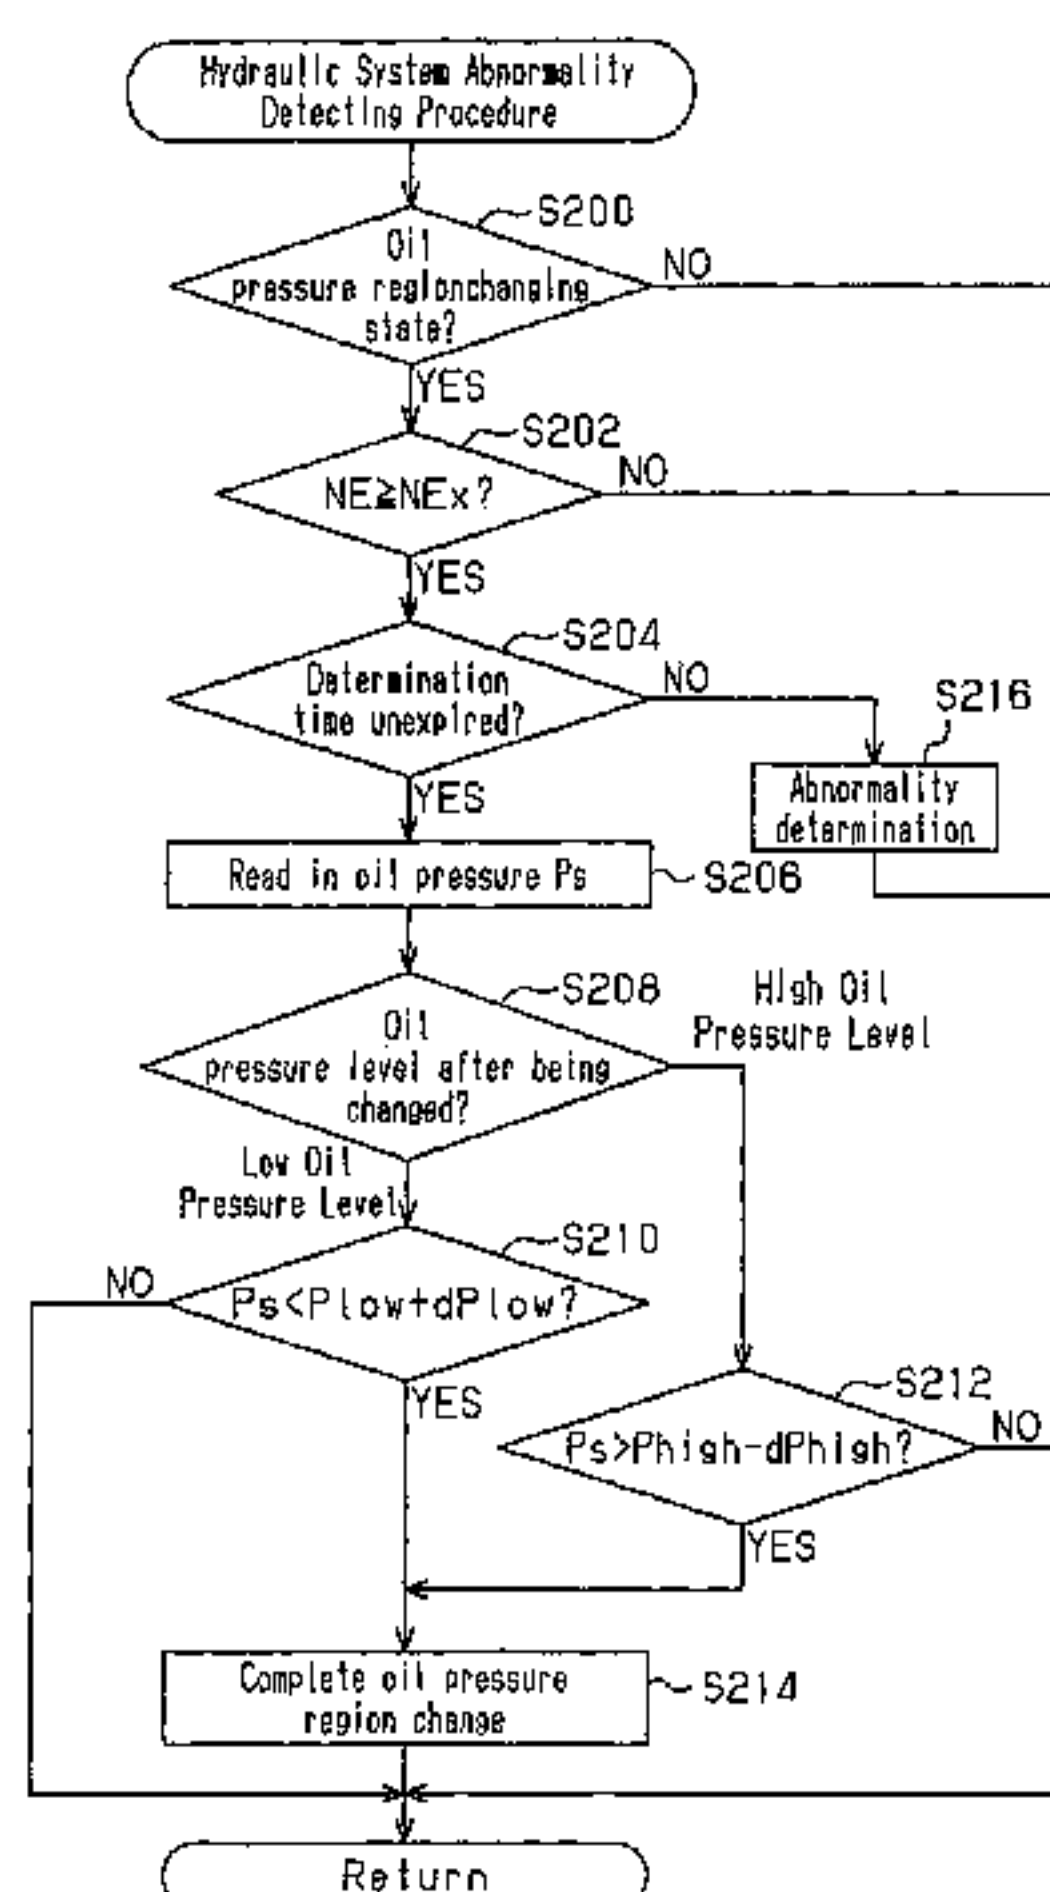 Hydraulic System Abnormality
Detecting Procedure
S200
Oil
pressure regionchanging
state?
NO
YES
S202
NE≧NEx?
NO
YES
S204
Determination
time unexpired?
NO
S216
Abnormality
determination
YES
Read in oil pressure Ps
S206
S208
Oil
pressure level after being
changed?
High Oil
Pressure Level
Low Oil
Pressure Level
S210
NO
Ps<Plow+dPlow?
YES
S212
Ps>Phigh-dPhigh?
NO
YES
Complete oil pressure
region change
S214
Return